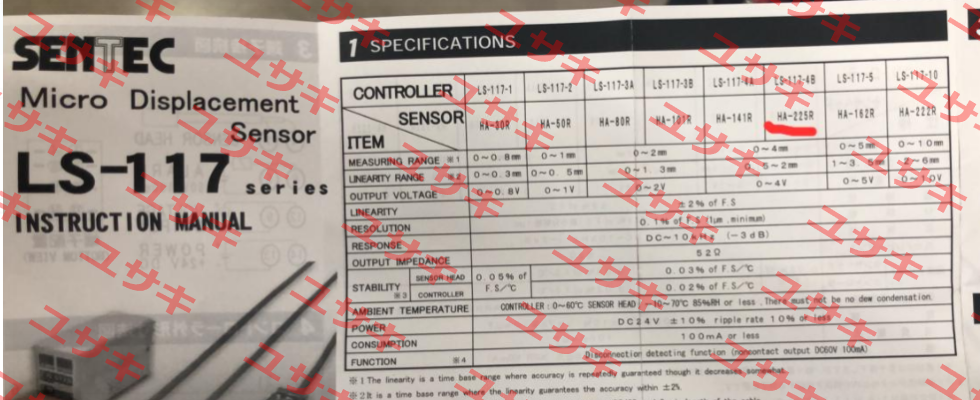 SENTEC
Micro Displacement
Sensor
LS-117 series
INSTRUCTION MANUAL
1 SPECIFICATIONS
CONTROLLER LS-117-1 LS-117-2 LS-117-3A LS-117-3B LS-117-4A LS-117-4B LS-117-5 LS-117-10
SENSOR HA-30R HA-50R HA-80R HA-101R HA-141R HA-225R HA-162R HA-222R
ITEM
MEASURING RANGE ※1 0~0.8mm 0~1mm 0~2mm 0~4mm 0~5mm 0~10mm
LINEARITY RANGE ※2 0~0.3mm 0~0.5mm 0~1.3mm 0.5~2mm 1~3.5mm 2~6mm
OUTPUT VOLTAGE 0~0.8V 0~1V 0~2V 0~4V 0~5V 0~10V
LINEARITY ±2% of F.S
RESOLUTION 0.1% of F.S(1μm.minimum)
RESPONSE DC~10kHz (-3dB)
OUTPUT IMPEDANCE 52Ω
STABILITY ※3 SENSOR HEAD 0.05% of F.S/℃ 0.03% of F.S/℃
CONTROLLER 0.02% of F.S/℃
AMBIENT TEMPERATURE CONTROLLER:0~60℃ SENSOR HEAD:-10~70℃ 85%RH or less. There must not be no dew condensation.
POWER DC24V ±10% ripple rate 10% or less
CONSUMPTION 100mA or less
FUNCTION ※4 Disconnection detecting function (noncontact output DC60V 100mA)
※1 The linearity is a time base range where accuracy is repeatedly guaranteed though it decreases somewhat.
※2 It is a time base range where the linearity guarantees the accuracy within ±2%.
ユサキ